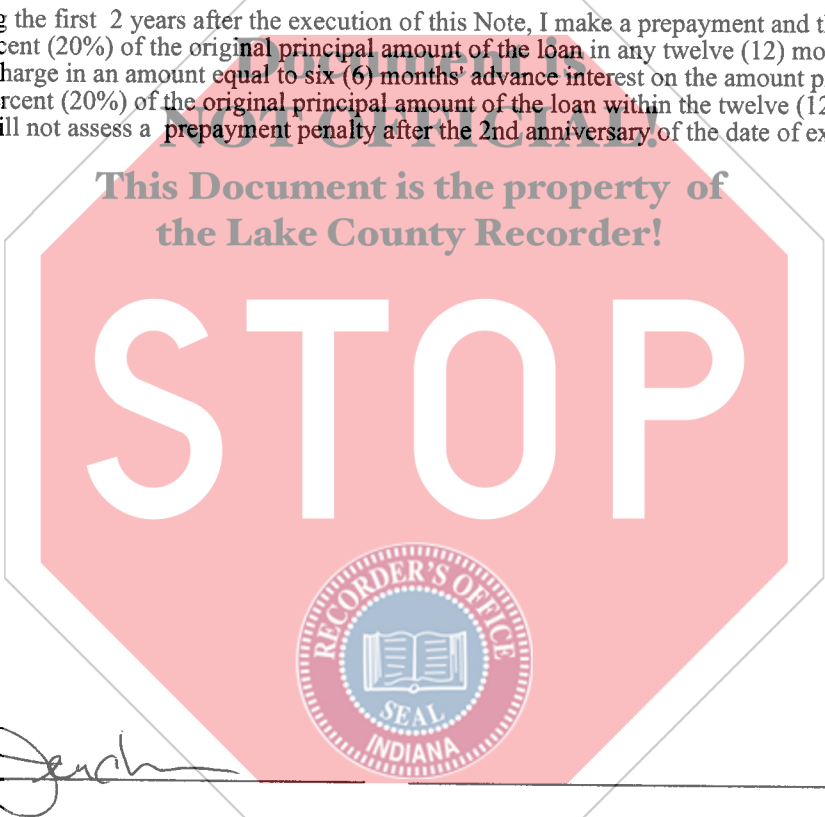 g the first 2 years after the execution of this Note, I make a prepayment and t
cent (20%) of the original principal amount of the loan in any twelve (12) mo
Document is
harge in an amount equal to six (6) months' advance interest on the amount p
rcent (20%) of the original principal amount of the loan within the twelve (12
NOT OFFICIAL!
ill not assess a prepayment penalty after the 2nd anniversary of the date of ex
This Document is the property of
the Lake County Recorder!
STOP
RECORDER'S OFFICE
SEAL
INDIANA